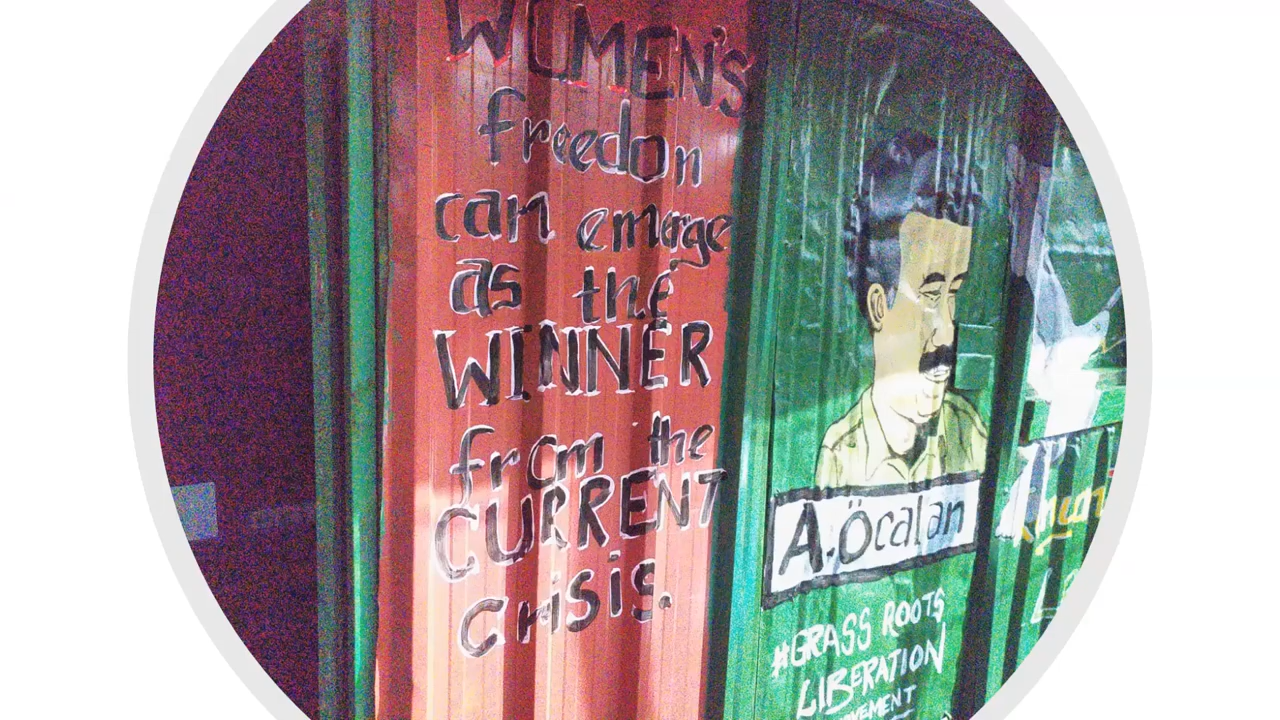 WOMEN'S
freedon
can emerge
as the
WINNER
from the
CURRENT
crisis.
A.Öcalan
#GRASS ROOTS
LIBERATION